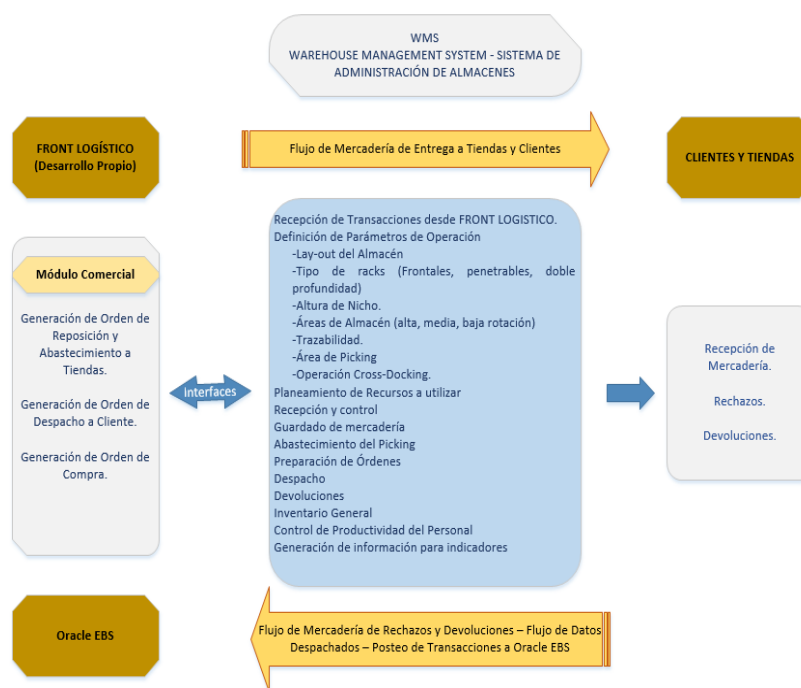 WMS
WAREHOUSE MANAGEMENT SYSTEM - SISTEMA DE
ADMINISTRACIÓN DE ALMACENES
FRONT LOGÍSTICO
(Desarrollo Propio)
Flujo de Mercadería de Entrega a Tiendas y Clientes
CLIENTES Y TIENDAS
Módulo Comercial
Generación de Orden de
Reposición y
Abastecimiento a
Tiendas.
Generación de Orden de
Despacho a Cliente.
Generación de Orden de
Compra.
interfaces
Recepción de Transacciones desde FRONT LOGISTICO.
Definición de Parámetros de Operación
-Lay-out del Almacén
-Tipo de racks (Frontales, penetrables, doble
profundidad)
-Altura de Nicho.
-Áreas de Almacén (alta, media, baja rotación)
-Trazabilidad.
-Área de Picking
-Operación Cross-Docking.
Planeamiento de Recursos a utilizar
Recepción y control
Guardado de mercadería
Abastecimiento del Picking
Preparación de Órdenes
Despacho
Devoluciones
Inventario General
Control de Productividad del Personal
Generación de información para indicadores
Recepción de
Mercadería.
Rechazos.
Devoluciones.
Oracle EBS
Flujo de Mercadería de Rechazos y Devoluciones – Flujo de Datos
Despachados – Posteo de Transacciones a Oracle EBS